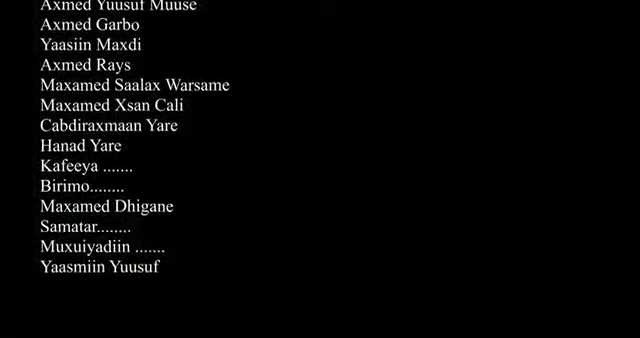 Axmed Yuusuf Muuse
Axmed Garbo
Yaasiin Maxdi
Axmed Rays
Maxamed Saalax Warsame
Maxamed Xsan Cali
Cabdiraxmaan Yare
Hanad Yare
Kafeeya .......
Birimo........
Maxamed Dhigane
Samatar........
Muxuiyadiin .......
Yaasmiin Yuusuf